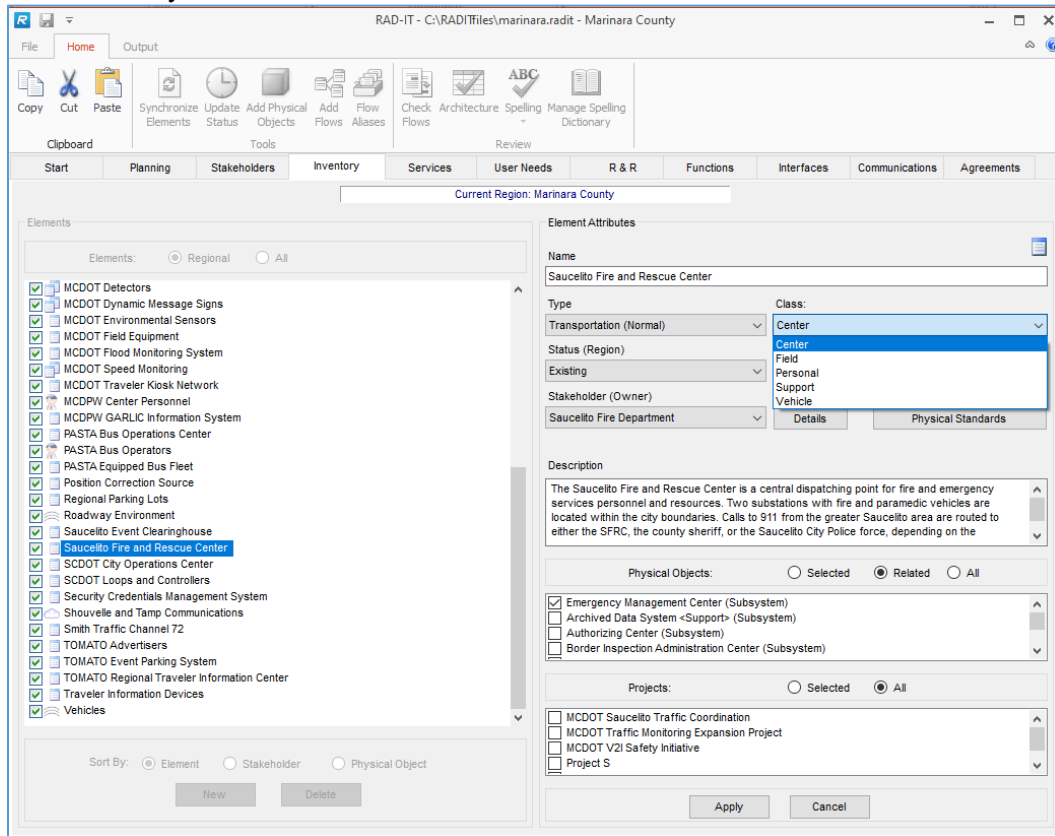 RAD-IT - C:\RADITfiles\marinara.radit - Marinara County
File Home Output
Copy Cut Paste Synchronize Elements Update Status Add Physical Objects Add Flows Flow Aliases Check Flows Architecture Spelling Manage Spelling Dictionary
Clipboard Tools Review
Start Planning Stakeholders Inventory Services User Needs R & R Functions Interfaces Communications Agreements
Current Region: Marinara County
Elements
Elements: Regional All
MCDOT Detectors
MCDOT Dynamic Message Signs
MCDOT Environmental Sensors
MCDOT Field Equipment
MCDOT Flood Monitoring System
MCDOT Speed Monitoring
MCDOT Traveler Kiosk Network
MCDPW Center Personnel
MCDPW GARLIC Information System
PASTA Bus Operations Center
PASTA Bus Operators
PASTA Equipped Bus Fleet
Position Correction Source
Regional Parking Lots
Roadway Environment
Saucelito Event Clearinghouse
Saucelito Fire and Rescue Center
SCDOT City Operations Center
SCDOT Loops and Controllers
Security Credentials Management System
Shouvelle and Tamp Communications
Smith Traffic Channel 72
TOMATO Advertisers
TOMATO Event Parking System
TOMATO Regional Traveler Information Center
Traveler Information Devices
Vehicles
Sort By: Element Stakeholder Physical Object
New Delete
Element Attributes
Name
Saucelito Fire and Rescue Center
Type Class:
Transportation (Normal) Center
Center
Field
Personal
Support
Vehicle
Status (Region)
Existing
Stakeholder (Owner)
Saucelito Fire Department Details Physical Standards
Description
The Saucelito Fire and Rescue Center is a central dispatching point for fire and emergency
services personnel and resources. Two substations with fire and paramedic vehicles are
located within the city boundaries. Calls to 911 from the greater Saucelito area are routed to
either the SFRC, the county sheriff, or the Saucelito City Police force, depending on the
Physical Objects: Selected Related All
Emergency Management Center (Subsystem)
Archived Data System <Support> (Subsystem)
Authorizing Center (Subsystem)
Border Inspection Administration Center (Subsystem)
Projects: Selected All
MCDOT Saucelito Traffic Coordination
MCDOT Traffic Monitoring Expansion Project
MCDOT V2I Safety Initiative
Project S
Apply Cancel